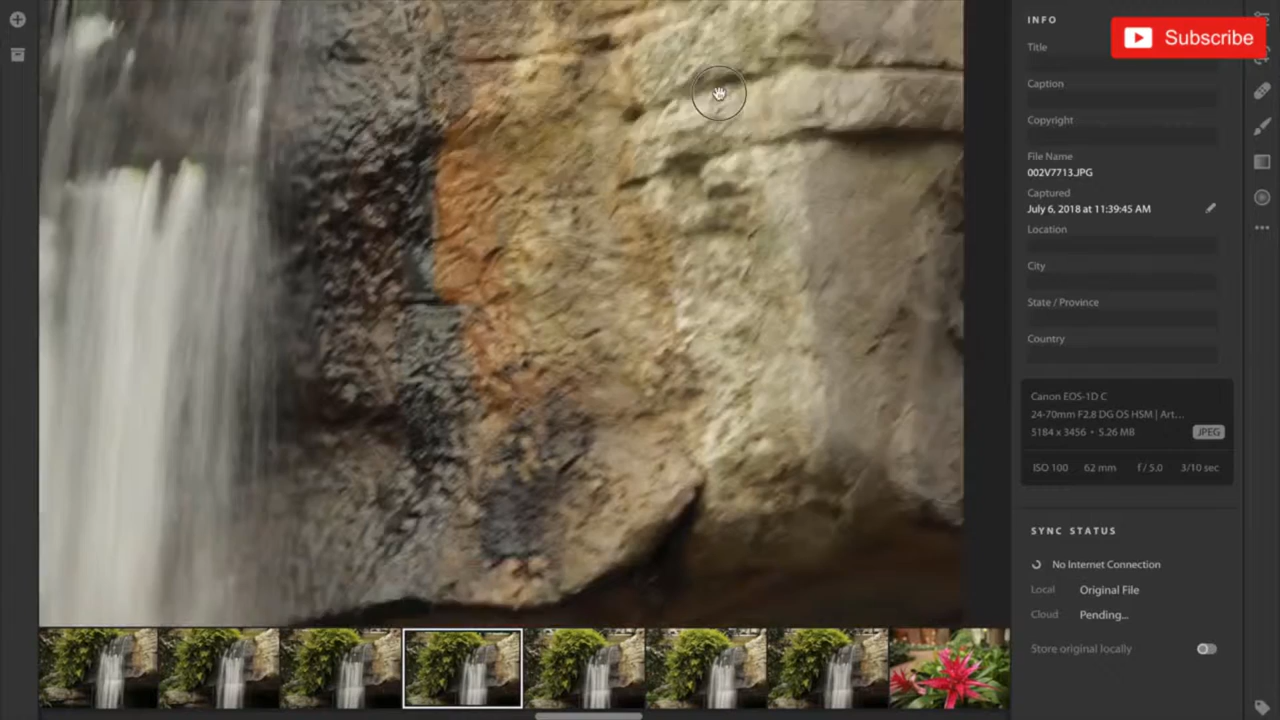 INFO
Subscribe
Title
Caption
Copyright
File Name
002V7713.JPG
Captured
July 6, 2018 at 11:39:45 AM
Location
City
State / Province
Country
Canon EOS-1D C
24-70mm F2.8 DG OS HSM | Art...
5184 x 3456 • 5.26 MB JPEG
ISO 100 62 mm f / 5.0 3/10 sec
SYNC STATUS
No Internet Connection
Local Original File
Cloud Pending...
Store original locally